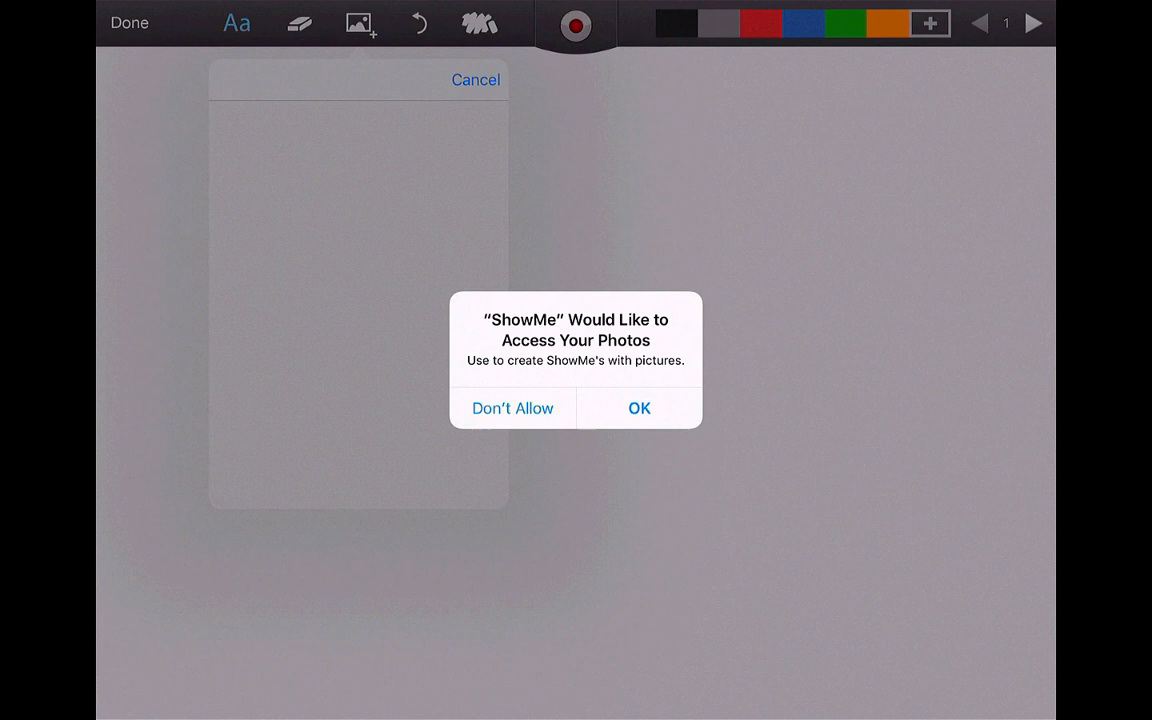 Done
Aa
1
Cancel
“ShowMe” Would Like to
Access Your Photos
Use to create ShowMe's with pictures.
Don’t Allow
OK